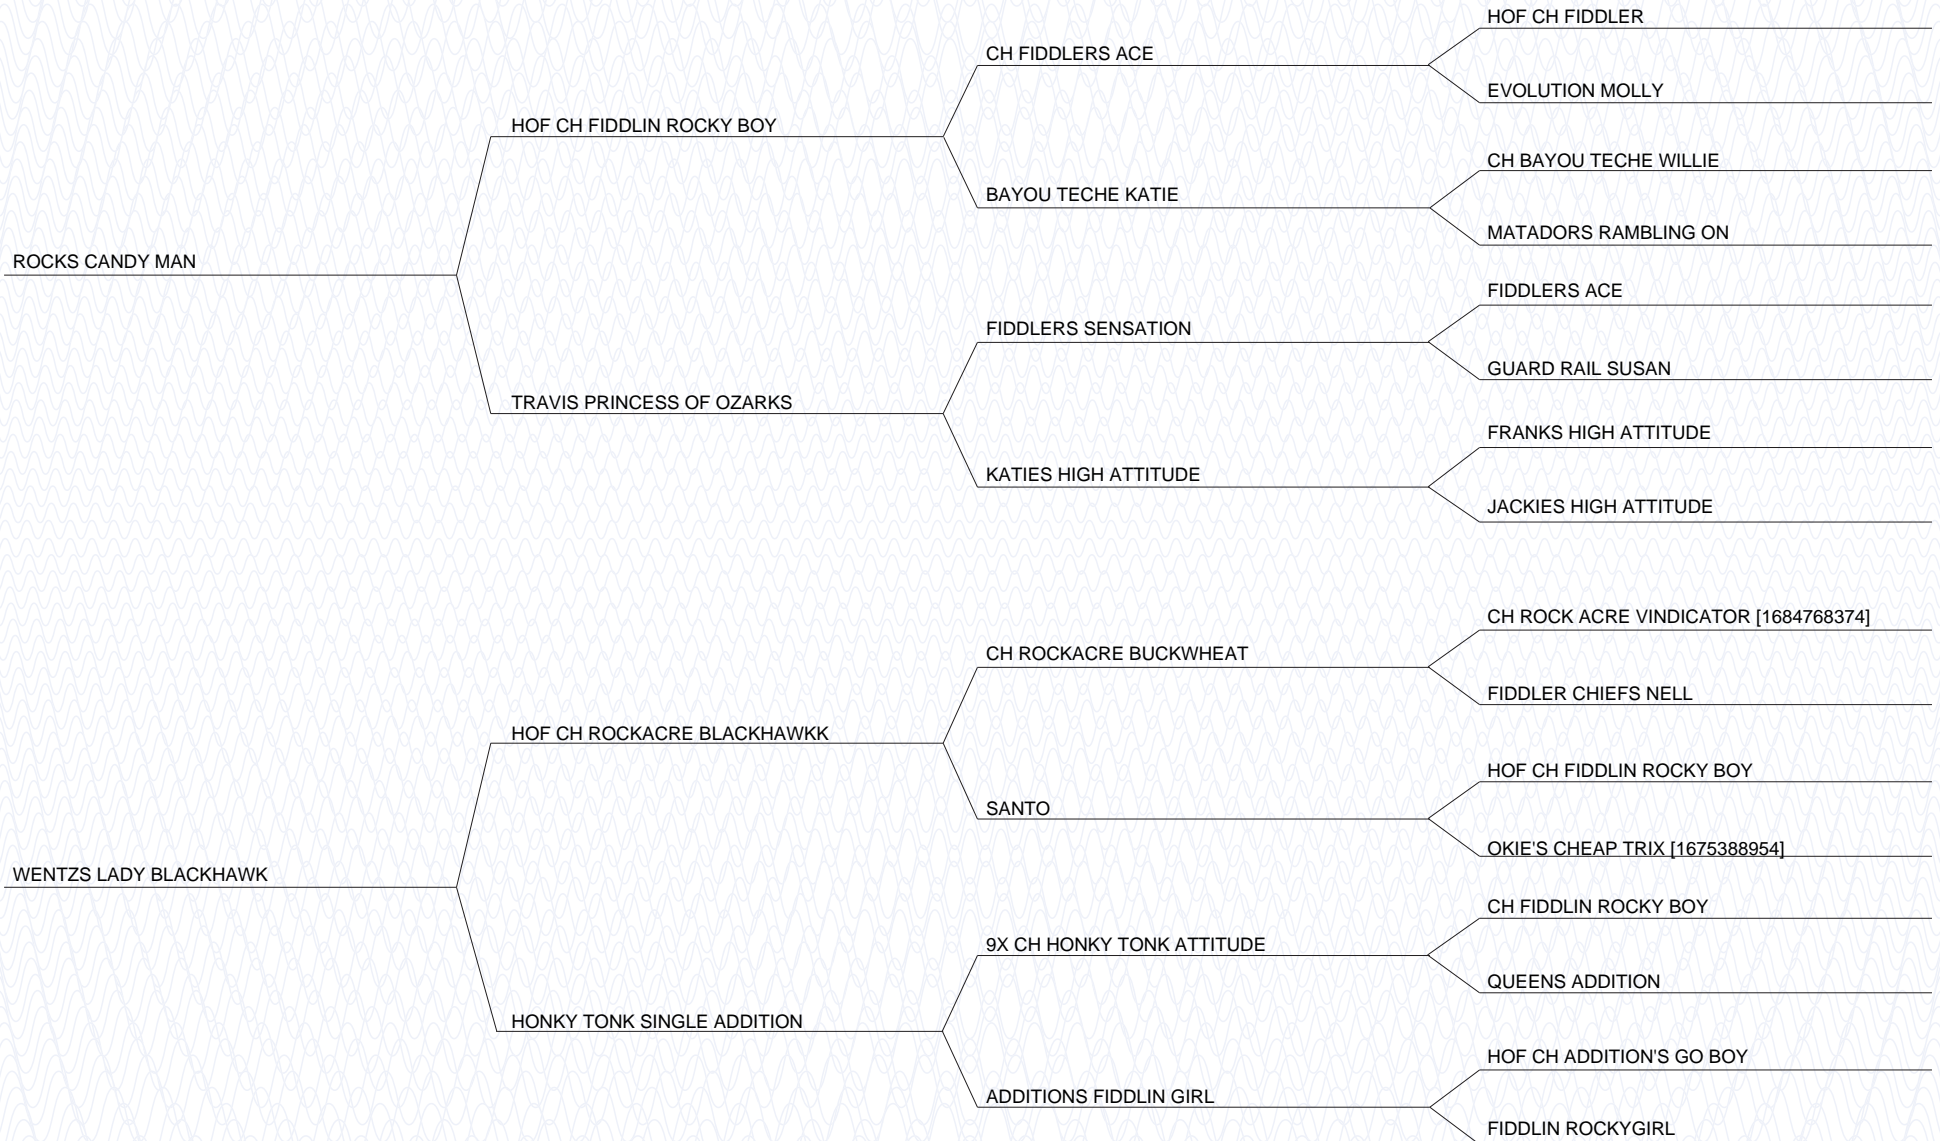 HOF CH FIDDLER
CH FIDDLERS ACE
EVOLUTION MOLLY
HOF CH FIDDLIN ROCKY BOY
CH BAYOU TECHE WILLIE
BAYOU TECHE KATIE
MATADORS RAMBLING ON
ROCKS CANDY MAN
FIDDLERS ACE
FIDDLERS SENSATION
GUARD RAIL SUSAN
TRAVIS PRINCESS OF OZARKS
FRANKS HIGH ATTITUDE
KATIES HIGH ATTITUDE
JACKIES HIGH ATTITUDE
CH ROCK ACRE VINDICATOR [1684768374]
CH ROCKACRE BUCKWHEAT
FIDDLER CHIEFS NELL
HOF CH ROCKACRE BLACKHAWKK
HOF CH FIDDLIN ROCKY BOY
SANTO
OKIE'S CHEAP TRIX [1675388954]
WENTZS LADY BLACKHAWK
CH FIDDLIN ROCKY BOY
9X CH HONKY TONK ATTITUDE
QUEENS ADDITION
HONKY TONK SINGLE ADDITION
HOF CH ADDITION'S GO BOY
ADDITIONS FIDDLIN GIRL
FIDDLIN ROCKYGIRL